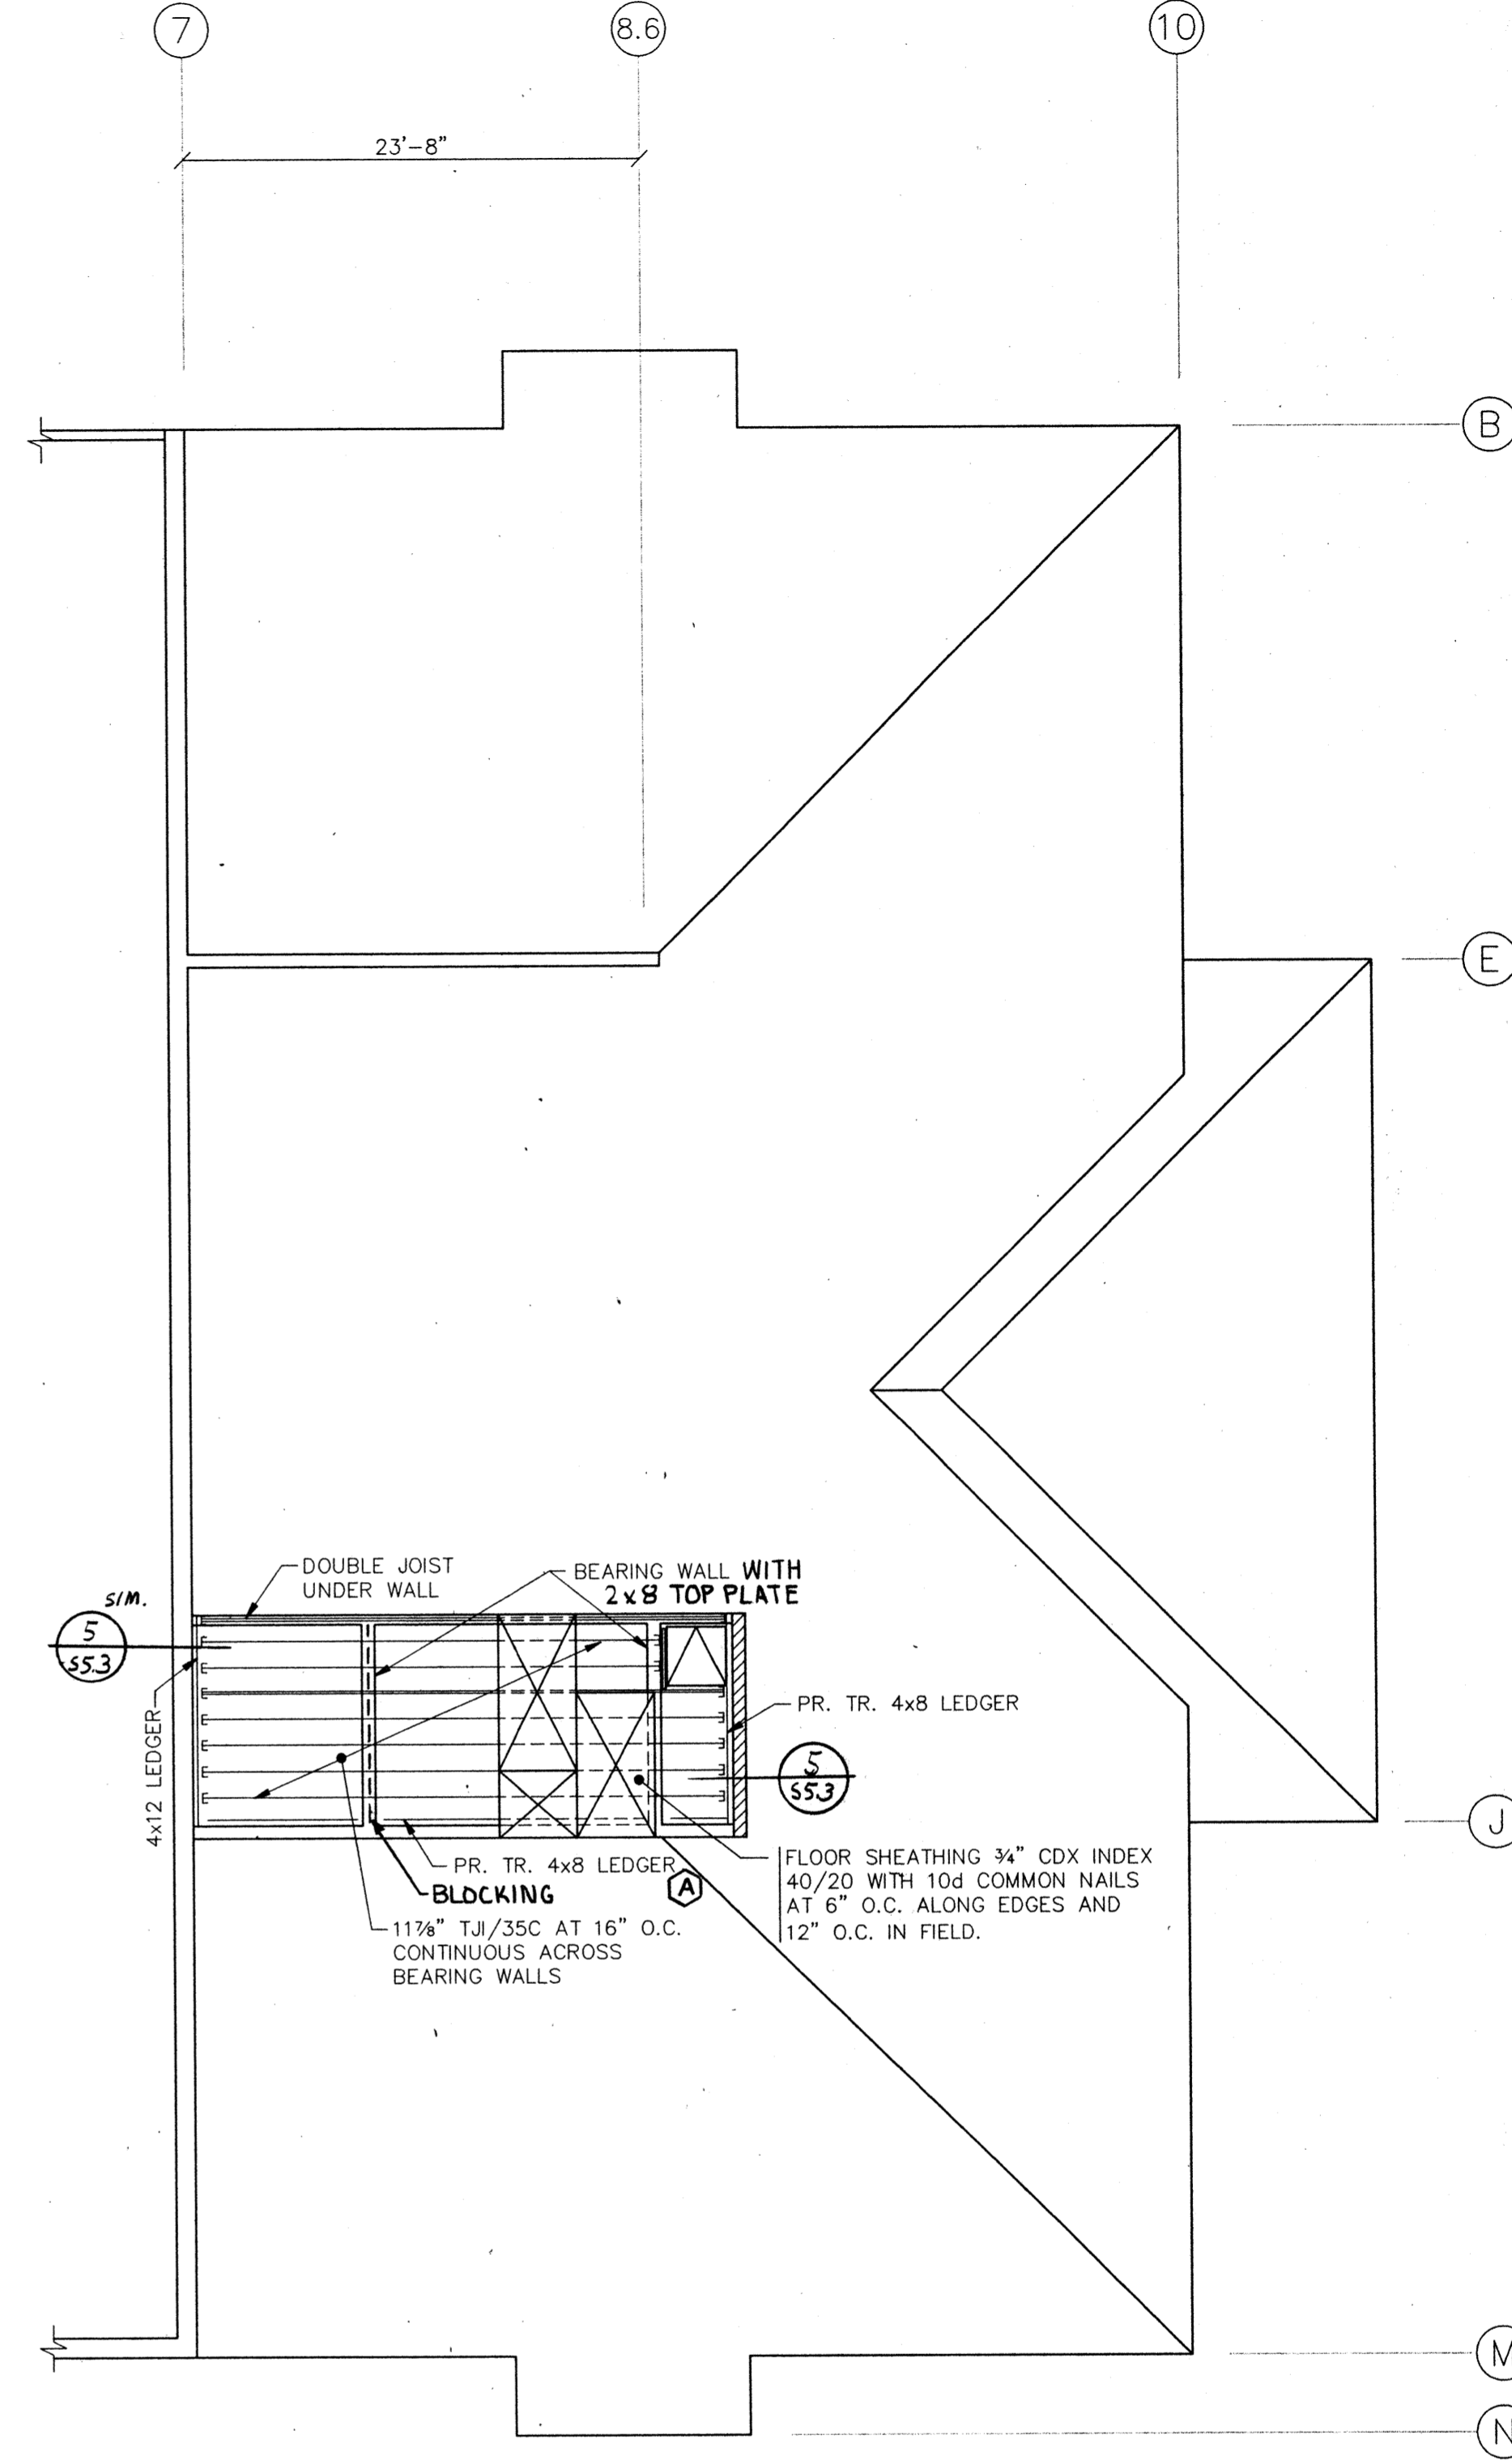 7
8.6
10
23'-8"
B
E
DOUBLE JOIST
UNDER WALL
BEARING WALL WITH
2x8 TOP PLATE
SIM.
5
S5.3
4x12 LEDGER
PR. TR. 4x8 LEDGER
5
S5.3
J
PR. TR. 4x8 LEDGER
A
BLOCKING
FLOOR SHEATHING ¾" CDX INDEX
40/20 WITH 10d COMMON NAILS
AT 6" O.C. ALONG EDGES AND
12" O.C. IN FIELD.
11⅞" TJI/35C AT 16" O.C.
CONTINUOUS ACROSS
BEARING WALLS
M
N